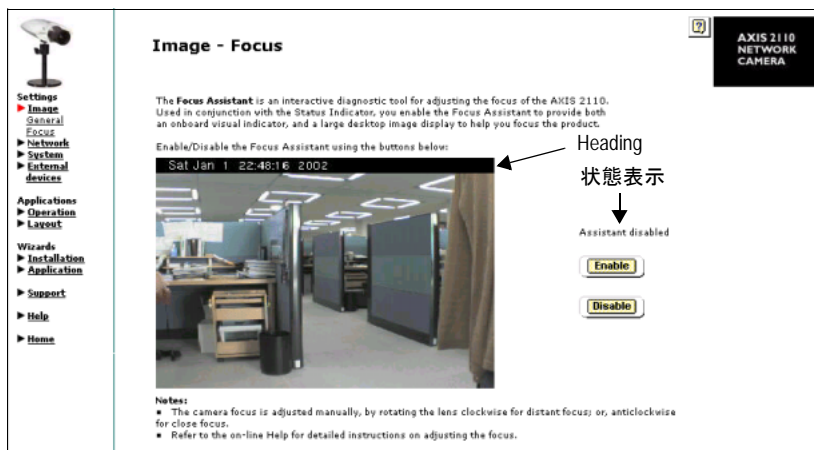 Image - Focus
AXIS 2110
NETWORK
CAMERA
Settings
Image
General
Focus
Network
System
External
devices
Applications
Operation
Layout
Wizards
Installation
Application
Support
Help
Home
The Focus Assistant is an interactive diagnostic tool for adjusting the focus of the AXIS 2110.
Used in conjunction with the Status Indicator, you enable the Focus Assistant to provide both
an onboard visual indicator, and a large desktop image display to help you focus the product.
Enable/Disable the Focus Assistant using the buttons below:
Sat Jan 1 22:48:16 2002
Heading
状態表示
Assistant disabled
Enable
Disable
Notes:
▪ The camera focus is adjusted manually, by rotating the lens clockwise for distant focus; or, anticlockwise
for close focus.
▪ Refer to the on-line Help for detailed instructions on adjusting the focus.